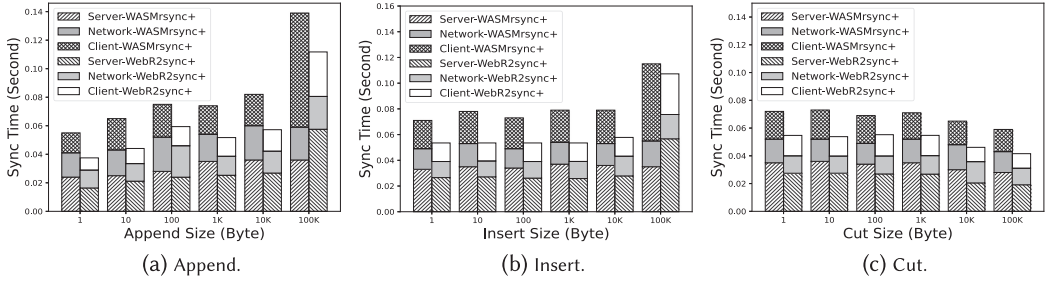 Sync Time (Second)
0.14
0.12
0.10
0.08
0.06
0.04
0.02
0.00
Server-WASMrsync+
Network-WASMrsync+
Client-WASMrsync+
Server-WebR2sync+
Network-WebR2sync+
Client-WebR2sync+
1 10 100 1K 10K 100K
Append Size (Byte)
(a) Append.
Sync Time (Second)
0.16
0.14
0.12
0.10
0.08
0.06
0.04
0.02
0.00
Server-WASMrsync+
Network-WASMrsync+
Client-WASMrsync+
Server-WebR2sync+
Network-WebR2sync+
Client-WebR2sync+
1 10 100 1K 10K 100K
Insert Size (Byte)
(b) Insert.
Sync Time (Second)
0.14
0.12
0.10
0.08
0.06
0.04
0.02
0.00
Server-WASMrsync+
Network-WASMrsync+
Client-WASMrsync+
Server-WebR2sync+
Network-WebR2sync+
Client-WebR2sync+
1 10 100 1K 10K 100K
Cut Size (Byte)
(c) Cut.